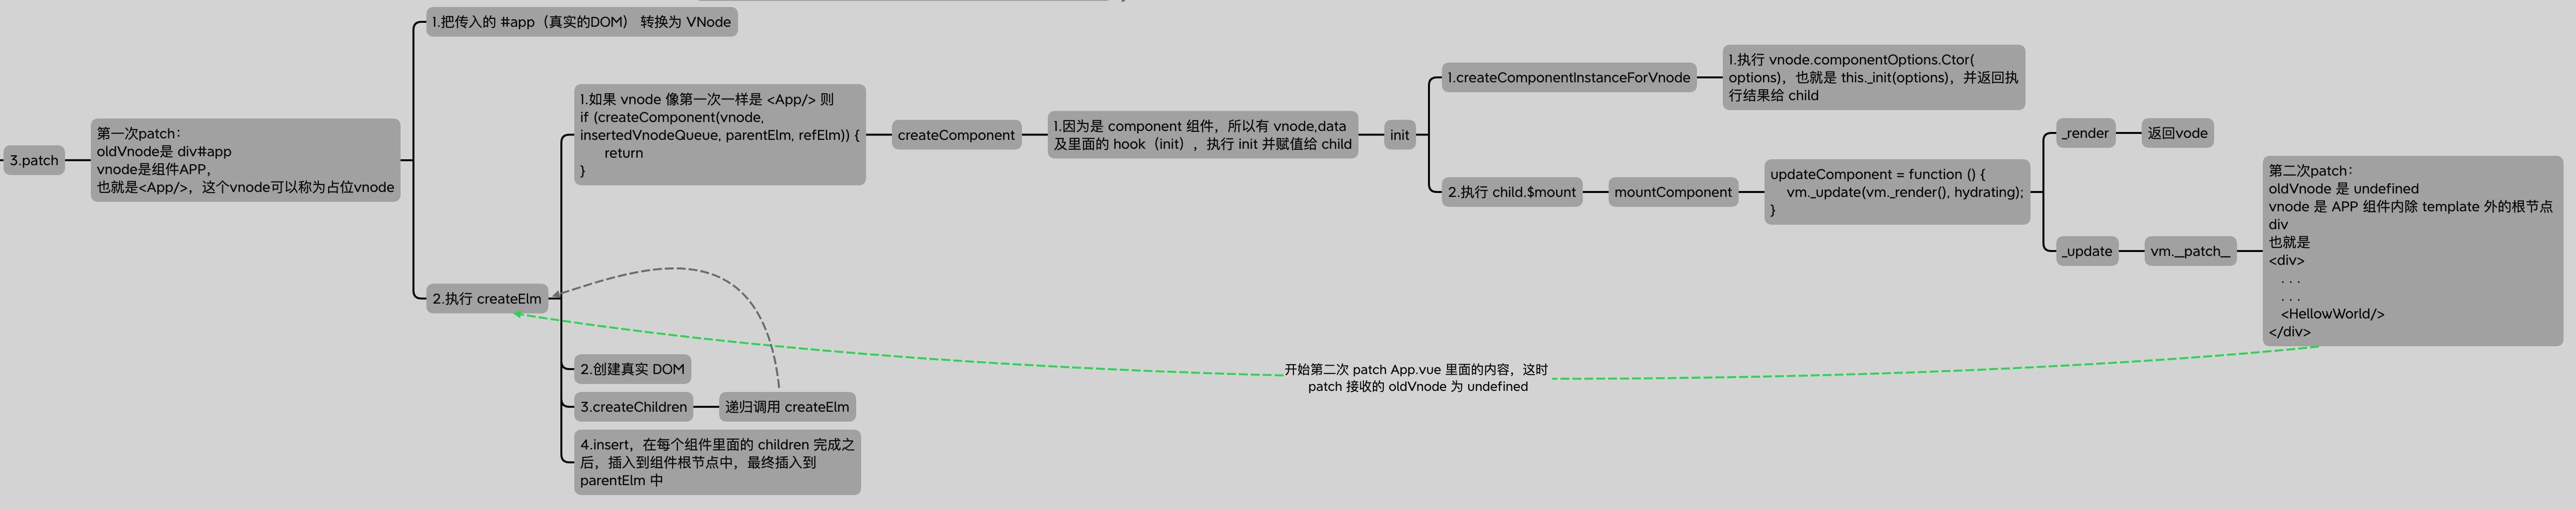 3.patch
第一次patch：
oldVnode是 div#app
vnode是组件APP，
也就是<App/>，这个vnode可以称为占位vnode
1.把传入的 #app（真实的DOM） 转换为 VNode
2.执行 createElm
1.如果 vnode 像第一次一样是 <App/> 则
if (createComponent(vnode,
insertedVnodeQueue, parentElm, refElm)) {
return
}
createComponent
1.因为是 component 组件，所以有 vnode,data
及里面的 hook（init），执行 init 并赋值给 child
init
1.createComponentInstanceForVnode
1.执行 vnode.componentOptions.Ctor(
options)，也就是 this._init(options)，并返回执
行结果给 child
2.执行 child.$mount
mountComponent
updateComponent = function () {
vm._update(vm._render(), hydrating);
}
_render
返回vode
_update
vm.__patch__
第二次patch：
oldVnode 是 undefined
vnode 是 APP 组件内除 template 外的根节点
div
也就是
<div>
. . .
. . .
<HellowWorld/>
</div>
开始第二次 patch App.vue 里面的内容，这时
patch 接收的 oldVnode 为 undefined
2.创建真实 DOM
3.createChildren
递归调用 createElm
4.insert，在每个组件里面的 children 完成之
后，插入到组件根节点中，最终插入到
parentElm 中